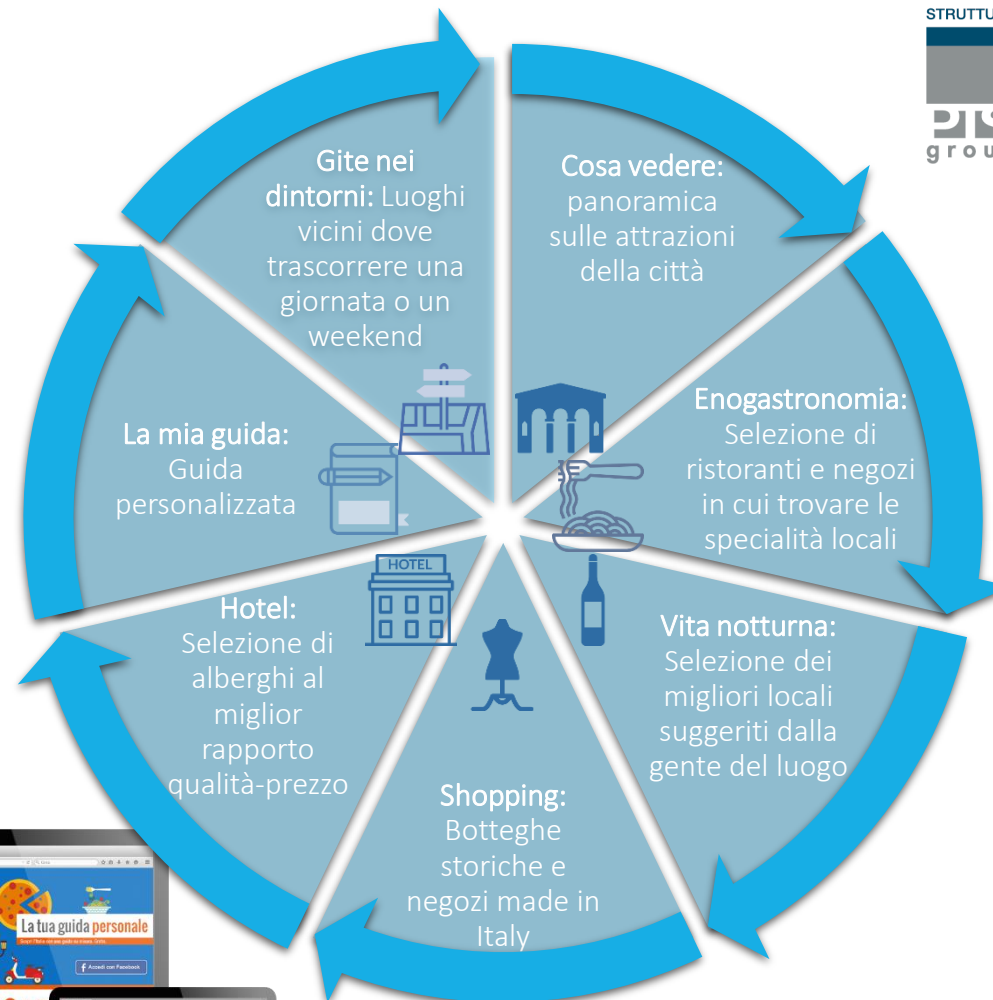 STRUTTU
PTS
grou
Gite nei
dintorni: Luoghi
vicini dove
trascorrere una
giornata o un
weekend
Cosa vedere:
panoramica
sulle attrazioni
della città
Enogastronomia:
Selezione di
ristoranti e negozi
in cui trovare le
specialità locali
La mia guida:
Guida
personalizzata
HOTEL
Hotel:
Selezione di
alberghi al
miglior
rapporto
qualità-prezzo
Vita notturna:
Selezione dei
migliori locali
suggeriti dalla
gente del luogo
Shopping:
Botteghe
storiche e
negozi made in
Italy
La tua guida personale
Accedi con Facebook